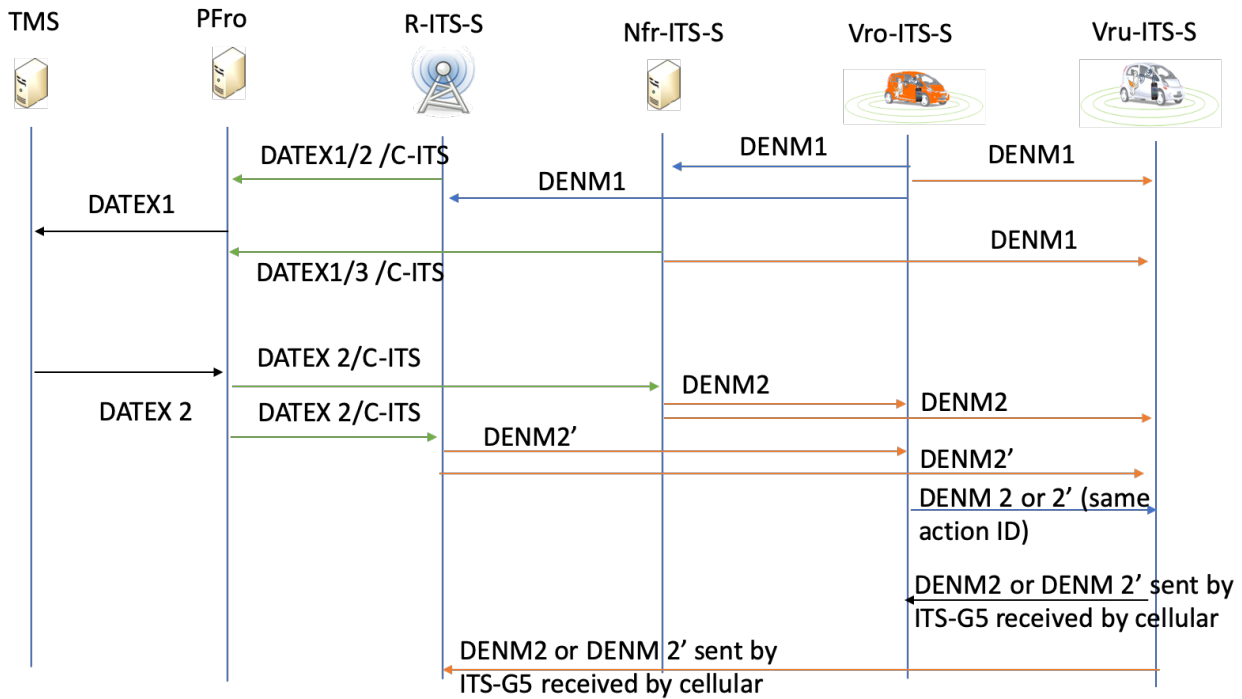 TMS
PFro
R-ITS-S
Nfr-ITS-S
Vro-ITS-S
Vru-ITS-S
DENM1
DATEX1/2 /C-ITS
DENM1
DENM1
DATEX1
DENM1
DATEX1/3 /C-ITS
DATEX 2/C-ITS
DENM2
DATEX 2
DATEX 2/C-ITS
DENM2
DENM2’
DENM2’
DENM 2 or 2’ (same
action ID)
DENM2 or DENM 2’ sent by
ITS-G5 received by cellular
DENM2 or DENM 2’ sent by
ITS-G5 received by cellular